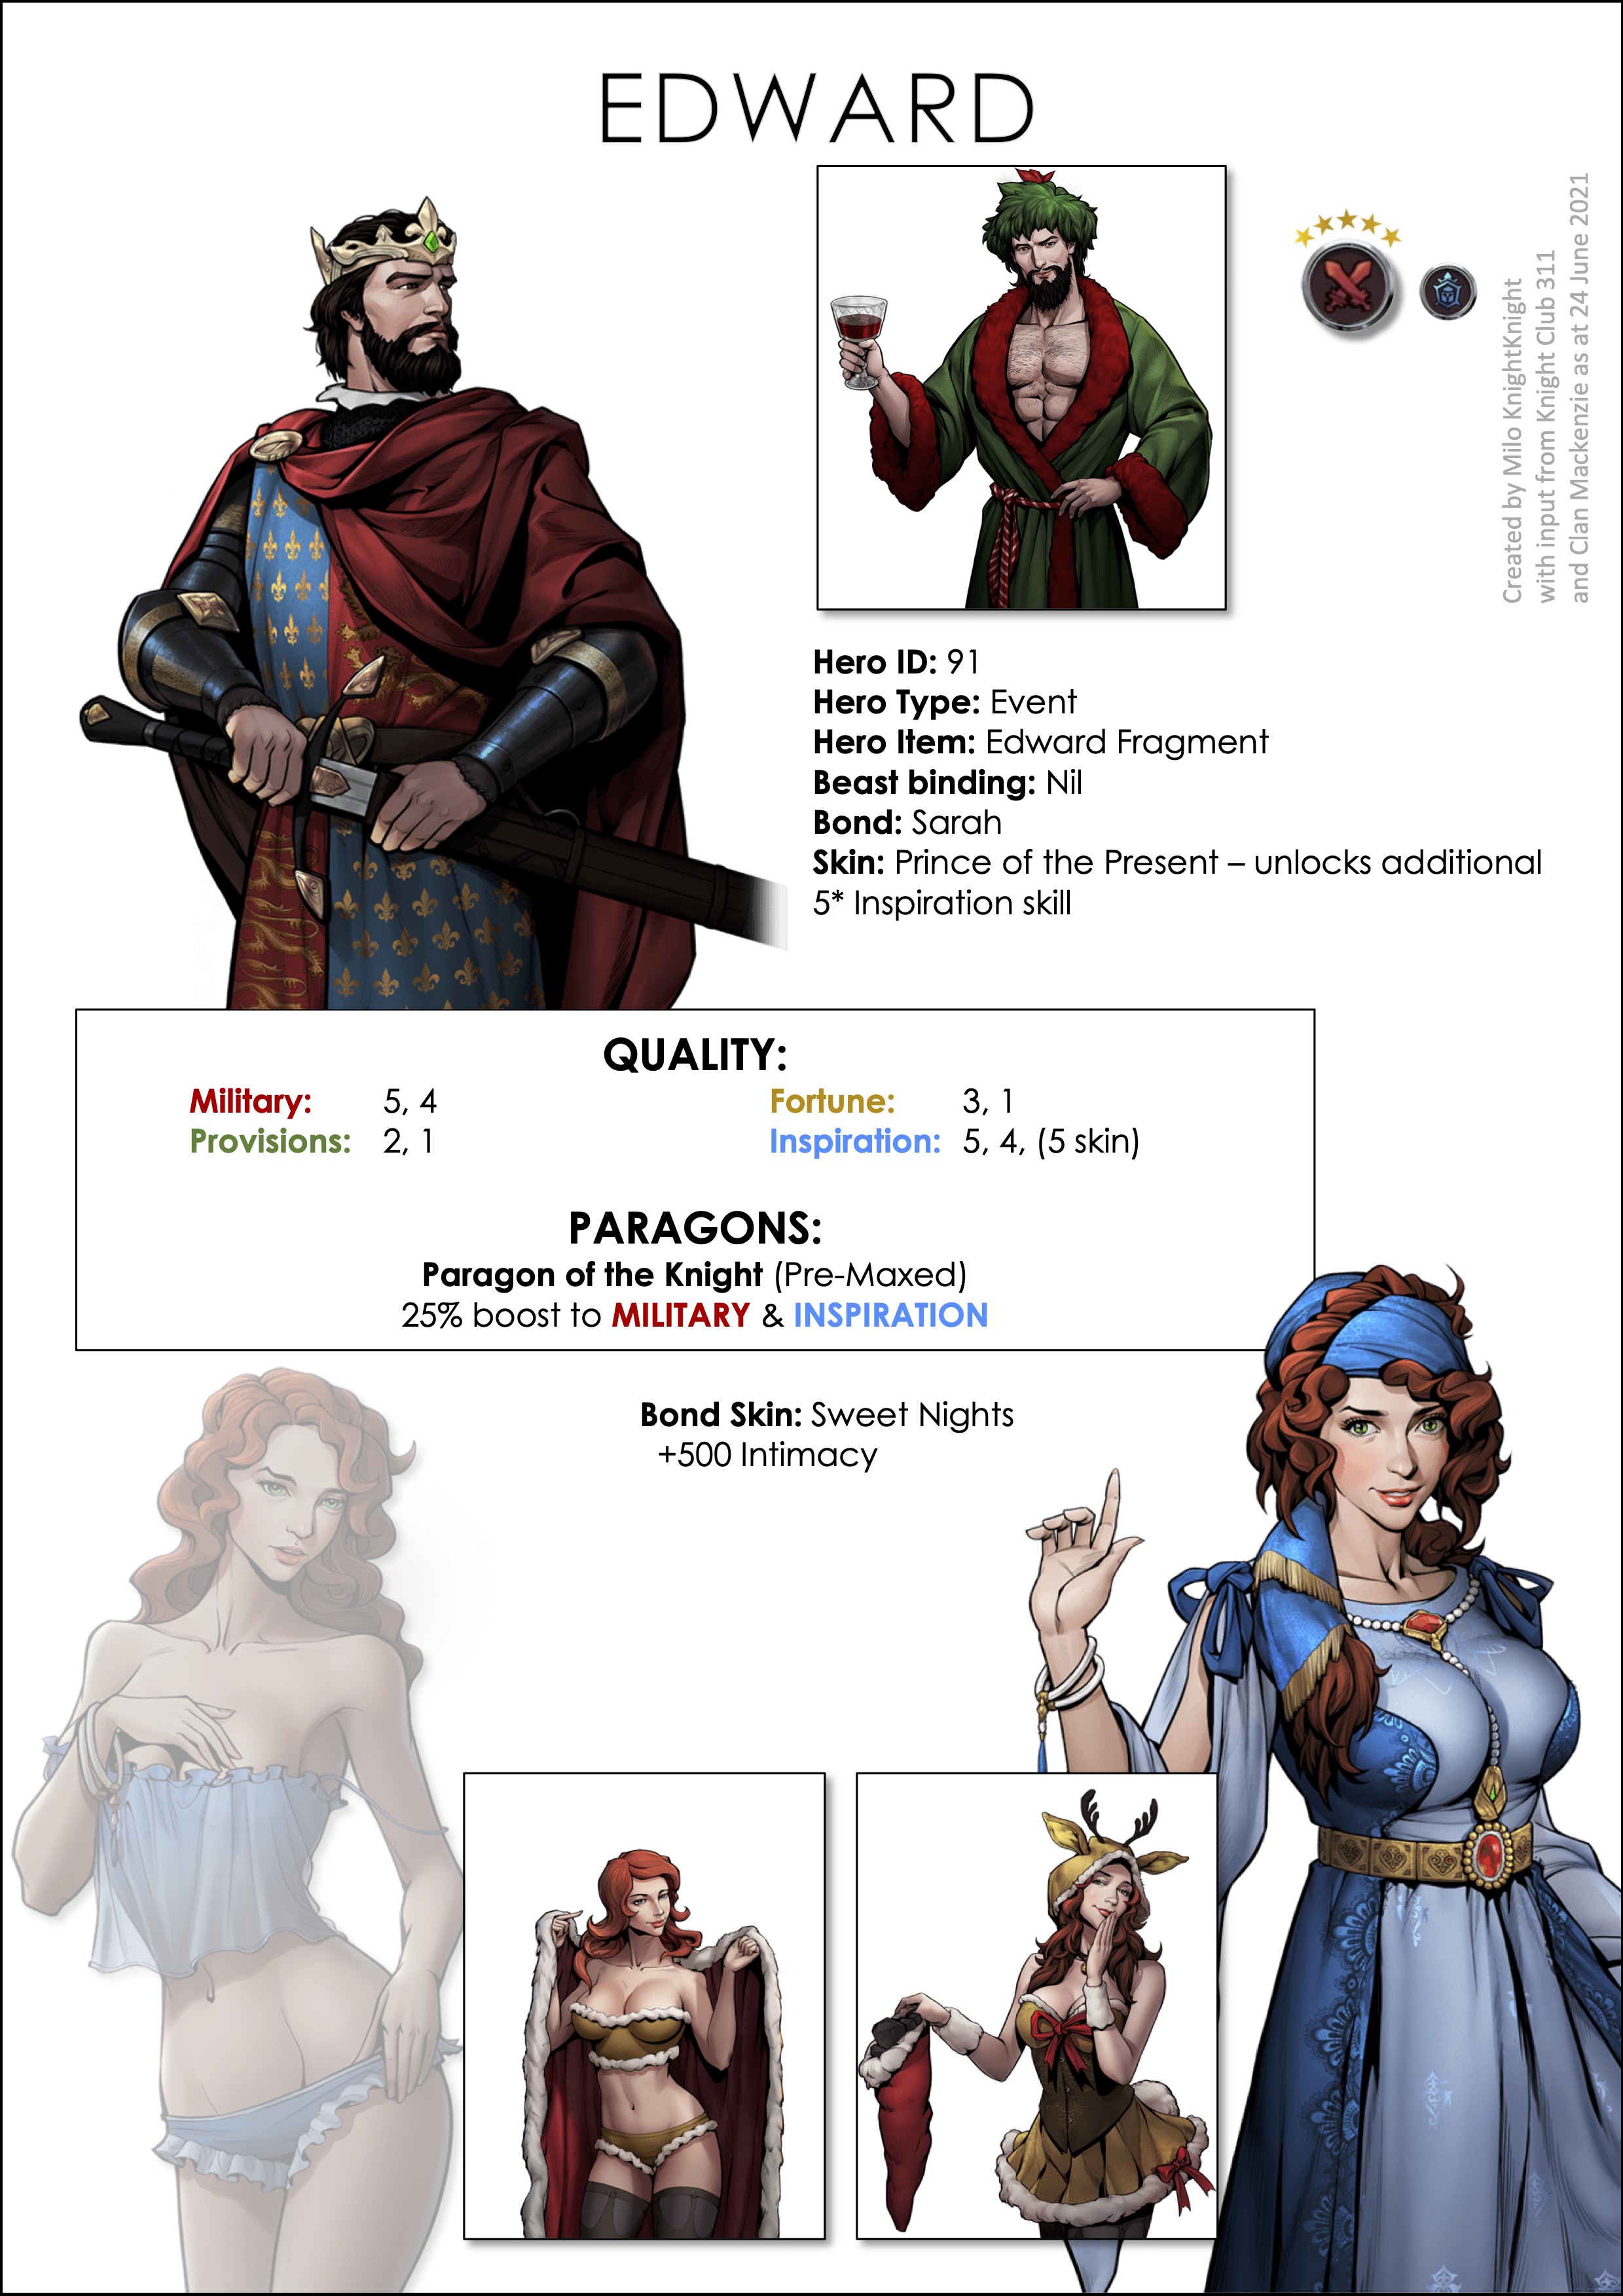 EDWARD
Created by Milo KnightKnight
with input from Knight Club 311
and Clan Mackenzie as at 24 June 2021
Hero ID: 91
Hero Type: Event
Hero Item: Edward Fragment
Beast binding: Nil
Bond: Sarah
Skin: Prince of the Present – unlocks additional
5* Inspiration skill
QUALITY:
Military: 5, 4
Fortune: 3, 1
Provisions: 2, 1
Inspiration: 5, 4, (5 skin)
PARAGONS:
Paragon of the Knight (Pre-Maxed)
25% boost to MILITARY & INSPIRATION
Bond Skin: Sweet Nights
+500 Intimacy